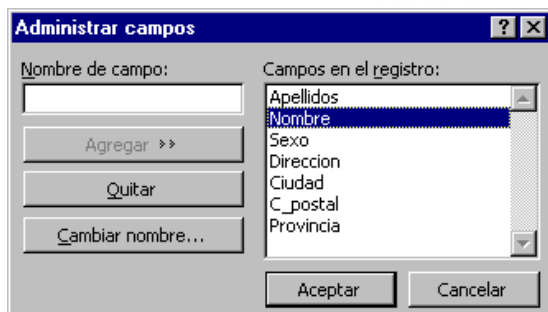 Administrar campos
Nombre de campo:
Campos en el registro:
Agregar >>
Quitar
Cambiar nombre...
Apellidos
Nombre
Sexo
Direccion
Ciudad
C_postal
Provincia
Aceptar
Cancelar